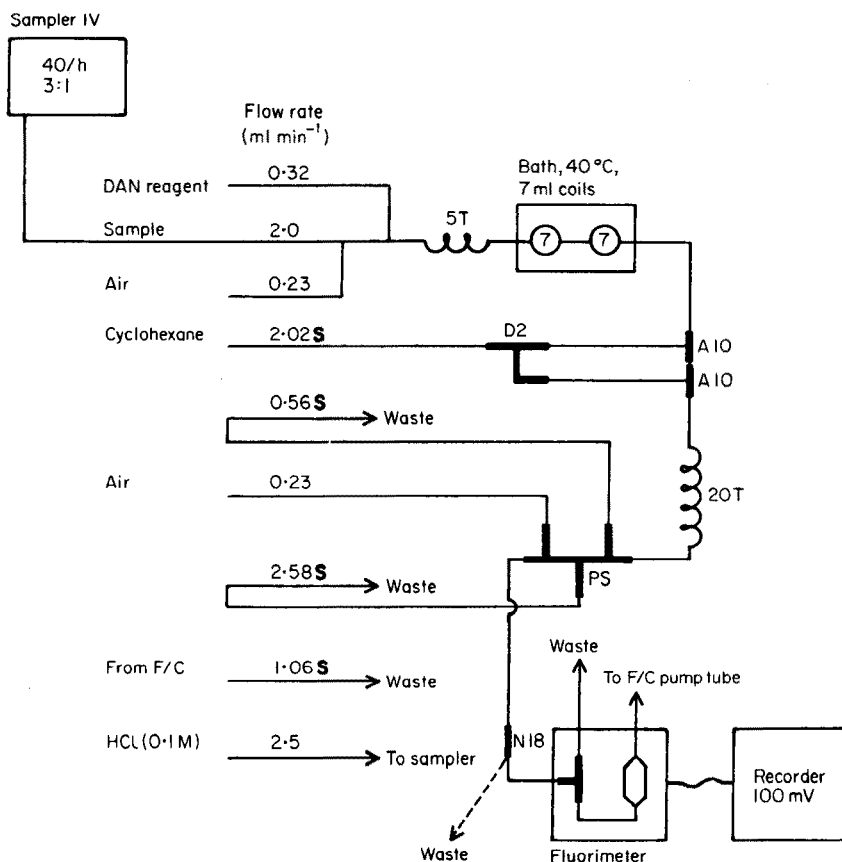 Sampler IV
40/h
3:1
Flow rate
(ml min⁻¹)
DAN reagent
0·32
Sample
2·0
Air
0·23
5T
Bath, 40 °C,
7 ml coils
7
7
Cyclohexane
2·02 S
D2
A10
A10
0·56 S
Waste
Air
0·23
20T
PS
2·58 S
Waste
From F/C
1·06 S
Waste
HCl (0·1 M)
2·5
To sampler
Waste
To F/C pump tube
N18
Waste
Fluorimeter
Recorder
100 mV